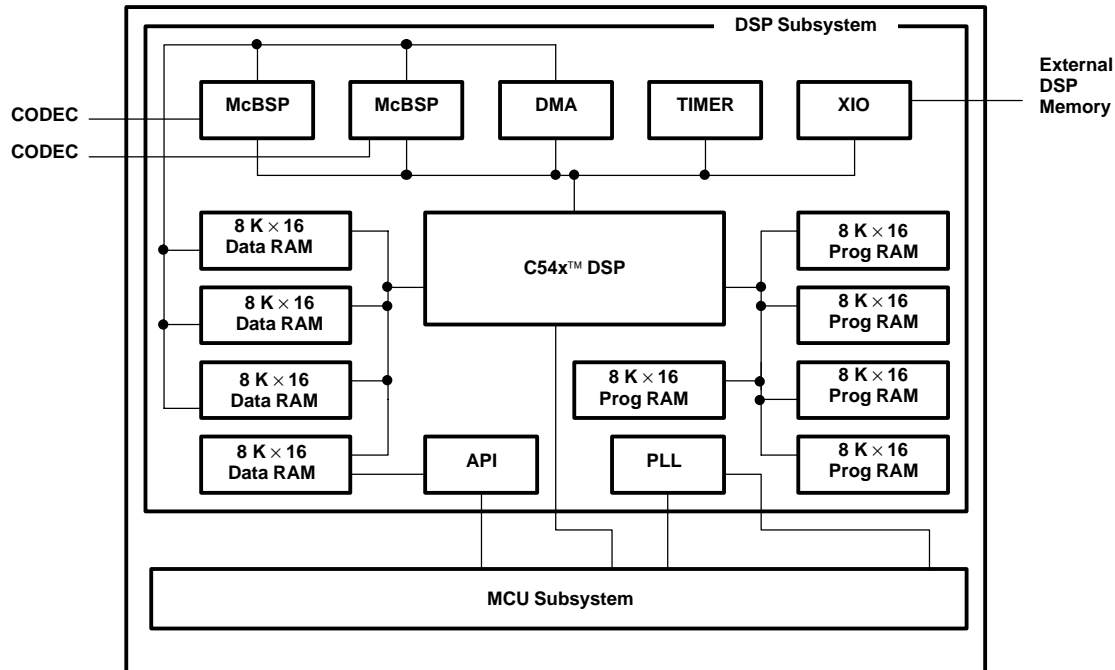 DSP Subsystem
External
DSP
Memory
McBSP
McBSP
DMA
TIMER
XIO
CODEC
CODEC
8 K × 16
Data RAM
C54x™ DSP
8 K × 16
Prog RAM
8 K × 16
Data RAM
8 K × 16
Prog RAM
8 K × 16
Data RAM
8 K × 16
Prog RAM
8 K × 16
Prog RAM
8 K × 16
Data RAM
API
PLL
8 K × 16
Prog RAM
MCU Subsystem